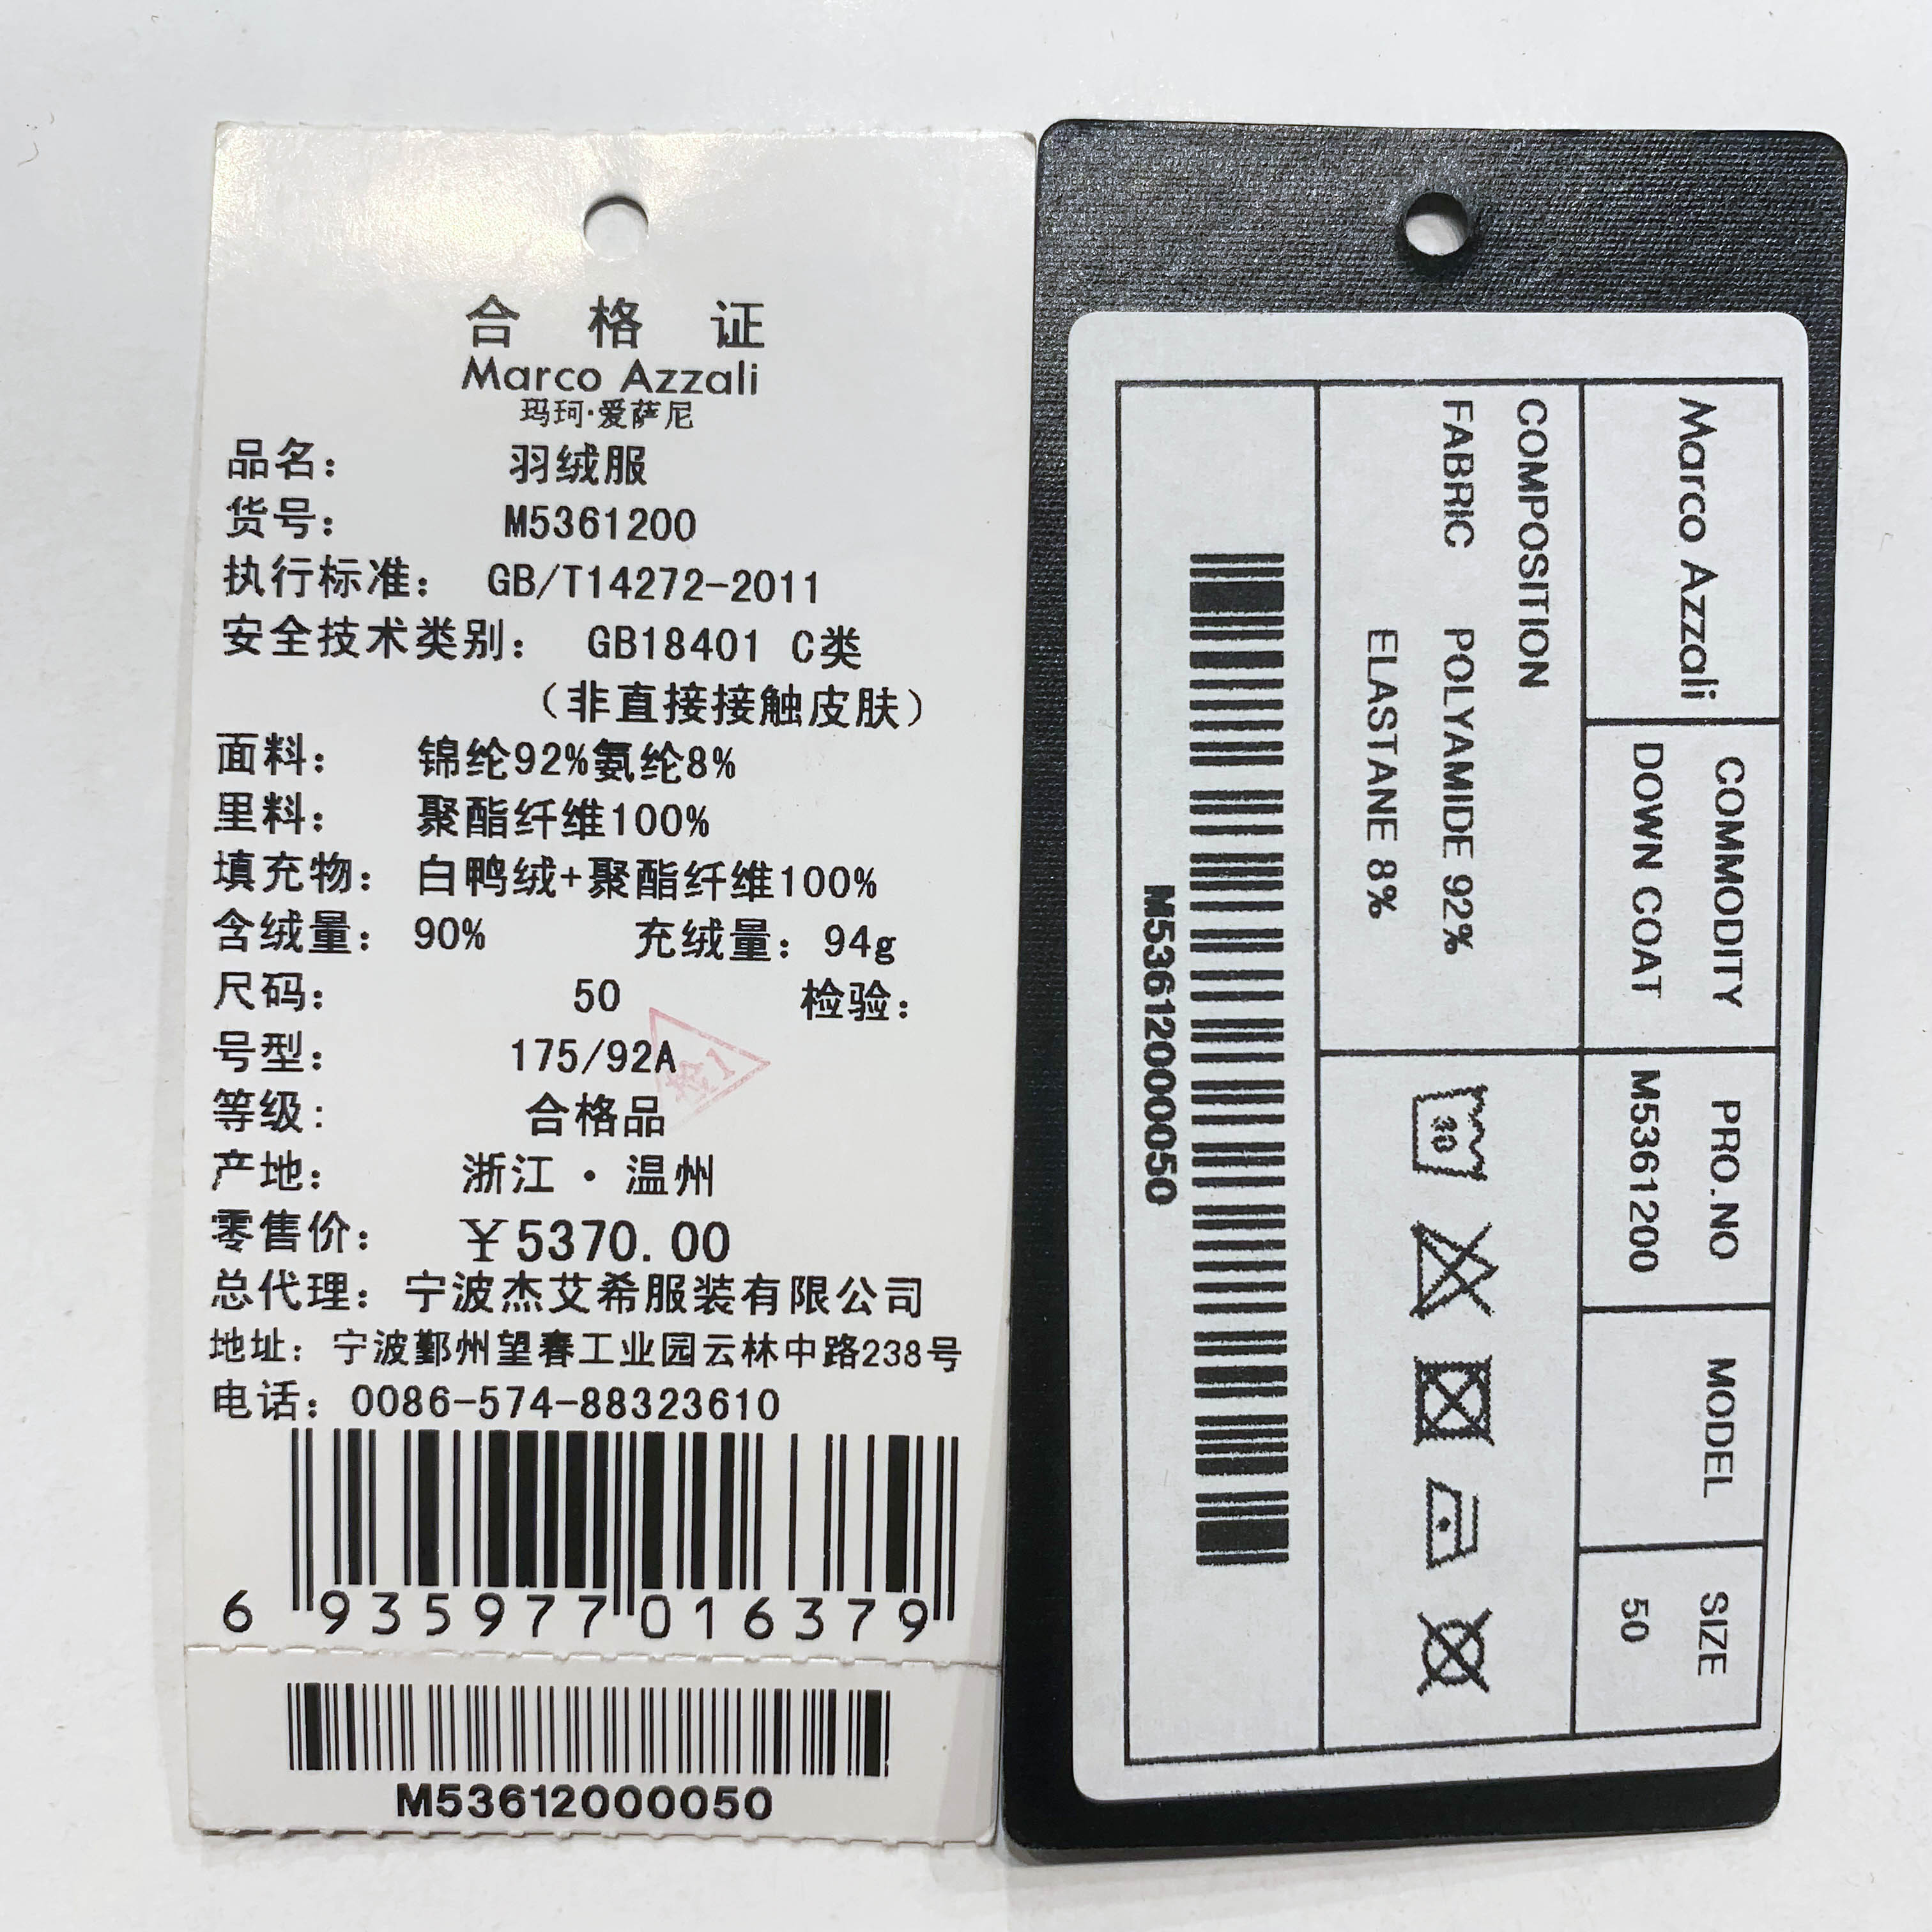 合格证
Marco Azzali
玛珂·爱萨尼
品名： 羽绒服
货号： M5361200
执行标准： GB/T14272-2011
安全技术类别： GB18401 C类
（非直接接触皮肤）
面料： 锦纶92%氨纶8%
里料： 聚酯纤维100%
填充物： 白鸭绒+聚酯纤维100%
含绒量： 90% 充绒量： 94g
尺码： 50 检验：
号型： 175/92A
检1
等级： 合格品
产地： 浙江·温州
零售价： ¥5370.00
总代理： 宁波杰艾希服装有限公司
地址： 宁波鄞州望春工业园云林中路238号
电话： 0086-574-88323610
6 935977 016379
M53612000050
Marco Azzali
COMMODITY
DOWN COAT
PRO.NO
M5361200
MODEL
SIZE
50
COMPOSITION
FABRIC POLYAMIDE 92%
ELASTANE 8%
30
M53612000050